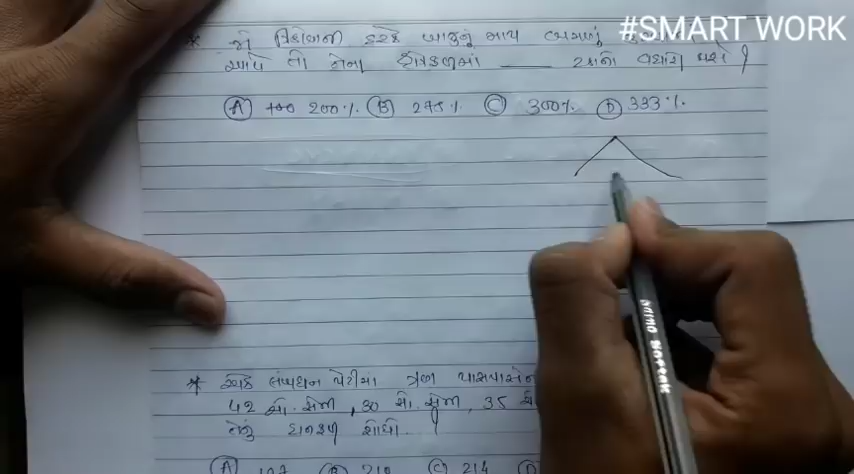 #SMART WORK
* જો ત્રિકોણની દરેક બાજુનું માપ બમણું
આપે તો તેના ક્ષેત્રફળમાં ____ ટકાનો વધારો થશે ?
(A) 200% (B) 275% (C) 300% (D) 333%
* એક લંબઘન પેટીમાં ત્રણ પાસપાસેની
42 ચો. સેમી, 30 ચો. સેમી, 35 ચો
તેનું ઘનફળ શોધો . ?
(A) (B) 210 (C) 214 (D)